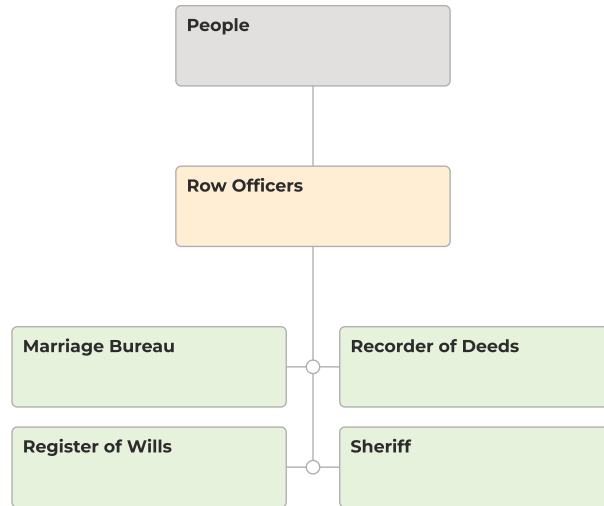 People
Row Officers
Marriage Bureau
Recorder of Deeds
Register of Wills
Sheriff